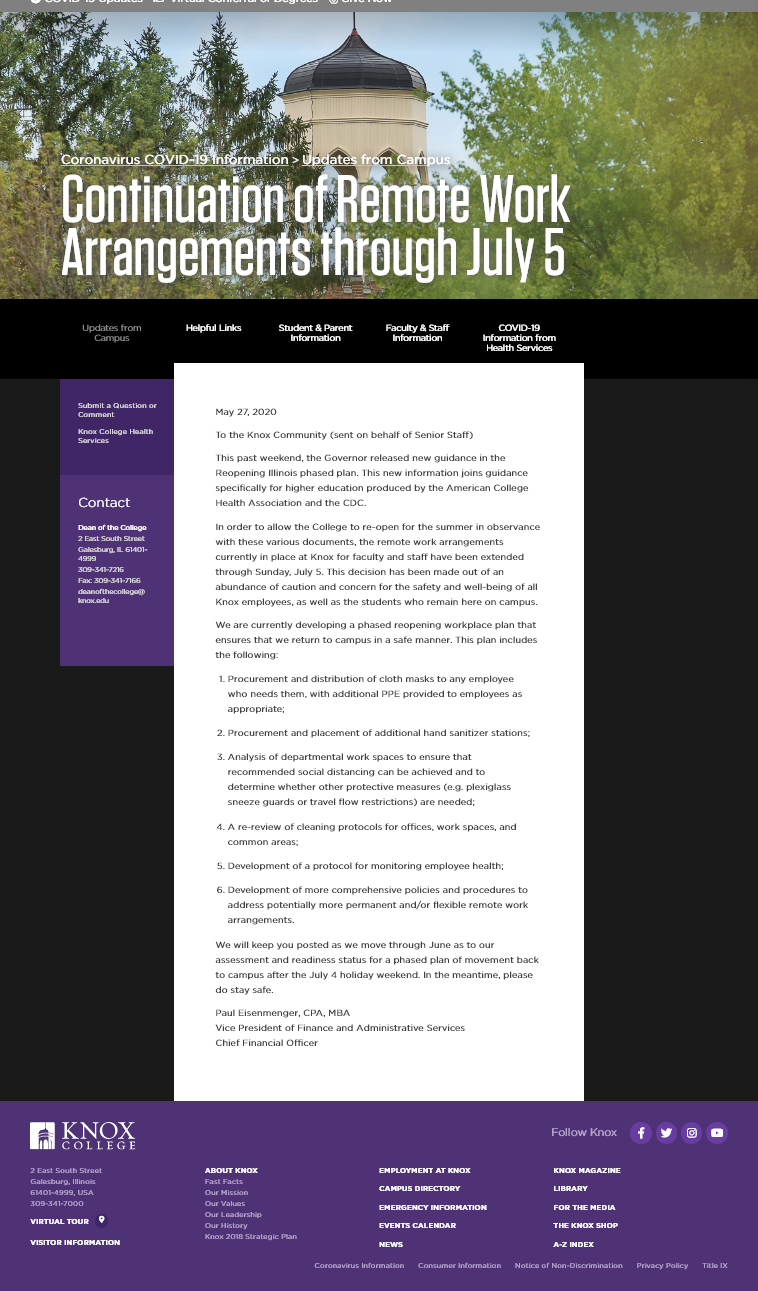 COVID-19 Updates Virtual Conferral of Degrees Give Now
Coronavirus COVID-19 Information > Updates from Campus
Continuation of Remote Work
Arrangements through July 5
Updates from
Campus
Helpful Links
Student & Parent
Information
Faculty & Staff
Information
COVID-19
Information from
Health Services
Submit a Question or
Comment
Knox College Health
Services
Contact
Dean of the College
2 East South Street
Galesburg, IL 61401-
4999
309-341-7216
Fax: 309-341-7166
deanofthecollege@
knox.edu
May 27, 2020
To the Knox Community (sent on behalf of Senior Staff)
This past weekend, the Governor released new guidance in the
Reopening Illinois phased plan. This new information joins guidance
specifically for higher education produced by the American College
Health Association and the CDC.
In order to allow the College to re-open for the summer in observance
with these various documents, the remote work arrangements
currently in place at Knox for faculty and staff have been extended
through Sunday, July 5. This decision has been made out of an
abundance of caution and concern for the safety and well-being of all
Knox employees, as well as the students who remain here on campus.
We are currently developing a phased reopening workplace plan that
ensures that we return to campus in a safe manner. This plan includes
the following:
1. Procurement and distribution of cloth masks to any employee
who needs them, with additional PPE provided to employees as
appropriate;
2. Procurement and placement of additional hand sanitizer stations;
3. Analysis of departmental work spaces to ensure that
recommended social distancing can be achieved and to
determine whether other protective measures (e.g. plexiglass
sneeze guards or travel flow restrictions) are needed;
4. A re-review of cleaning protocols for offices, work spaces, and
common areas;
5. Development of a protocol for monitoring employee health;
6. Development of more comprehensive policies and procedures to
address potentially more permanent and/or flexible remote work
arrangements.
We will keep you posted as we move through June as to our
assessment and readiness status for a phased plan of movement back
to campus after the July 4 holiday weekend. In the meantime, please
do stay safe.
Paul Eisenmenger, CPA, MBA
Vice President of Finance and Administrative Services
Chief Financial Officer
KNOX
COLLEGE
Follow Knox
2 East South Street
Galesburg, Illinois
61401-4999, USA
309-341-7000
VIRTUAL TOUR
VISITOR INFORMATION
ABOUT KNOX
Fast Facts
Our Mission
Our Values
Our Leadership
Our History
Knox 2018 Strategic Plan
EMPLOYMENT AT KNOX
CAMPUS DIRECTORY
EMERGENCY INFORMATION
EVENTS CALENDAR
NEWS
KNOX MAGAZINE
LIBRARY
FOR THE MEDIA
THE KNOX SHOP
A-Z INDEX
Coronavirus Information Consumer Information Notice of Non-Discrimination Privacy Policy Title IX